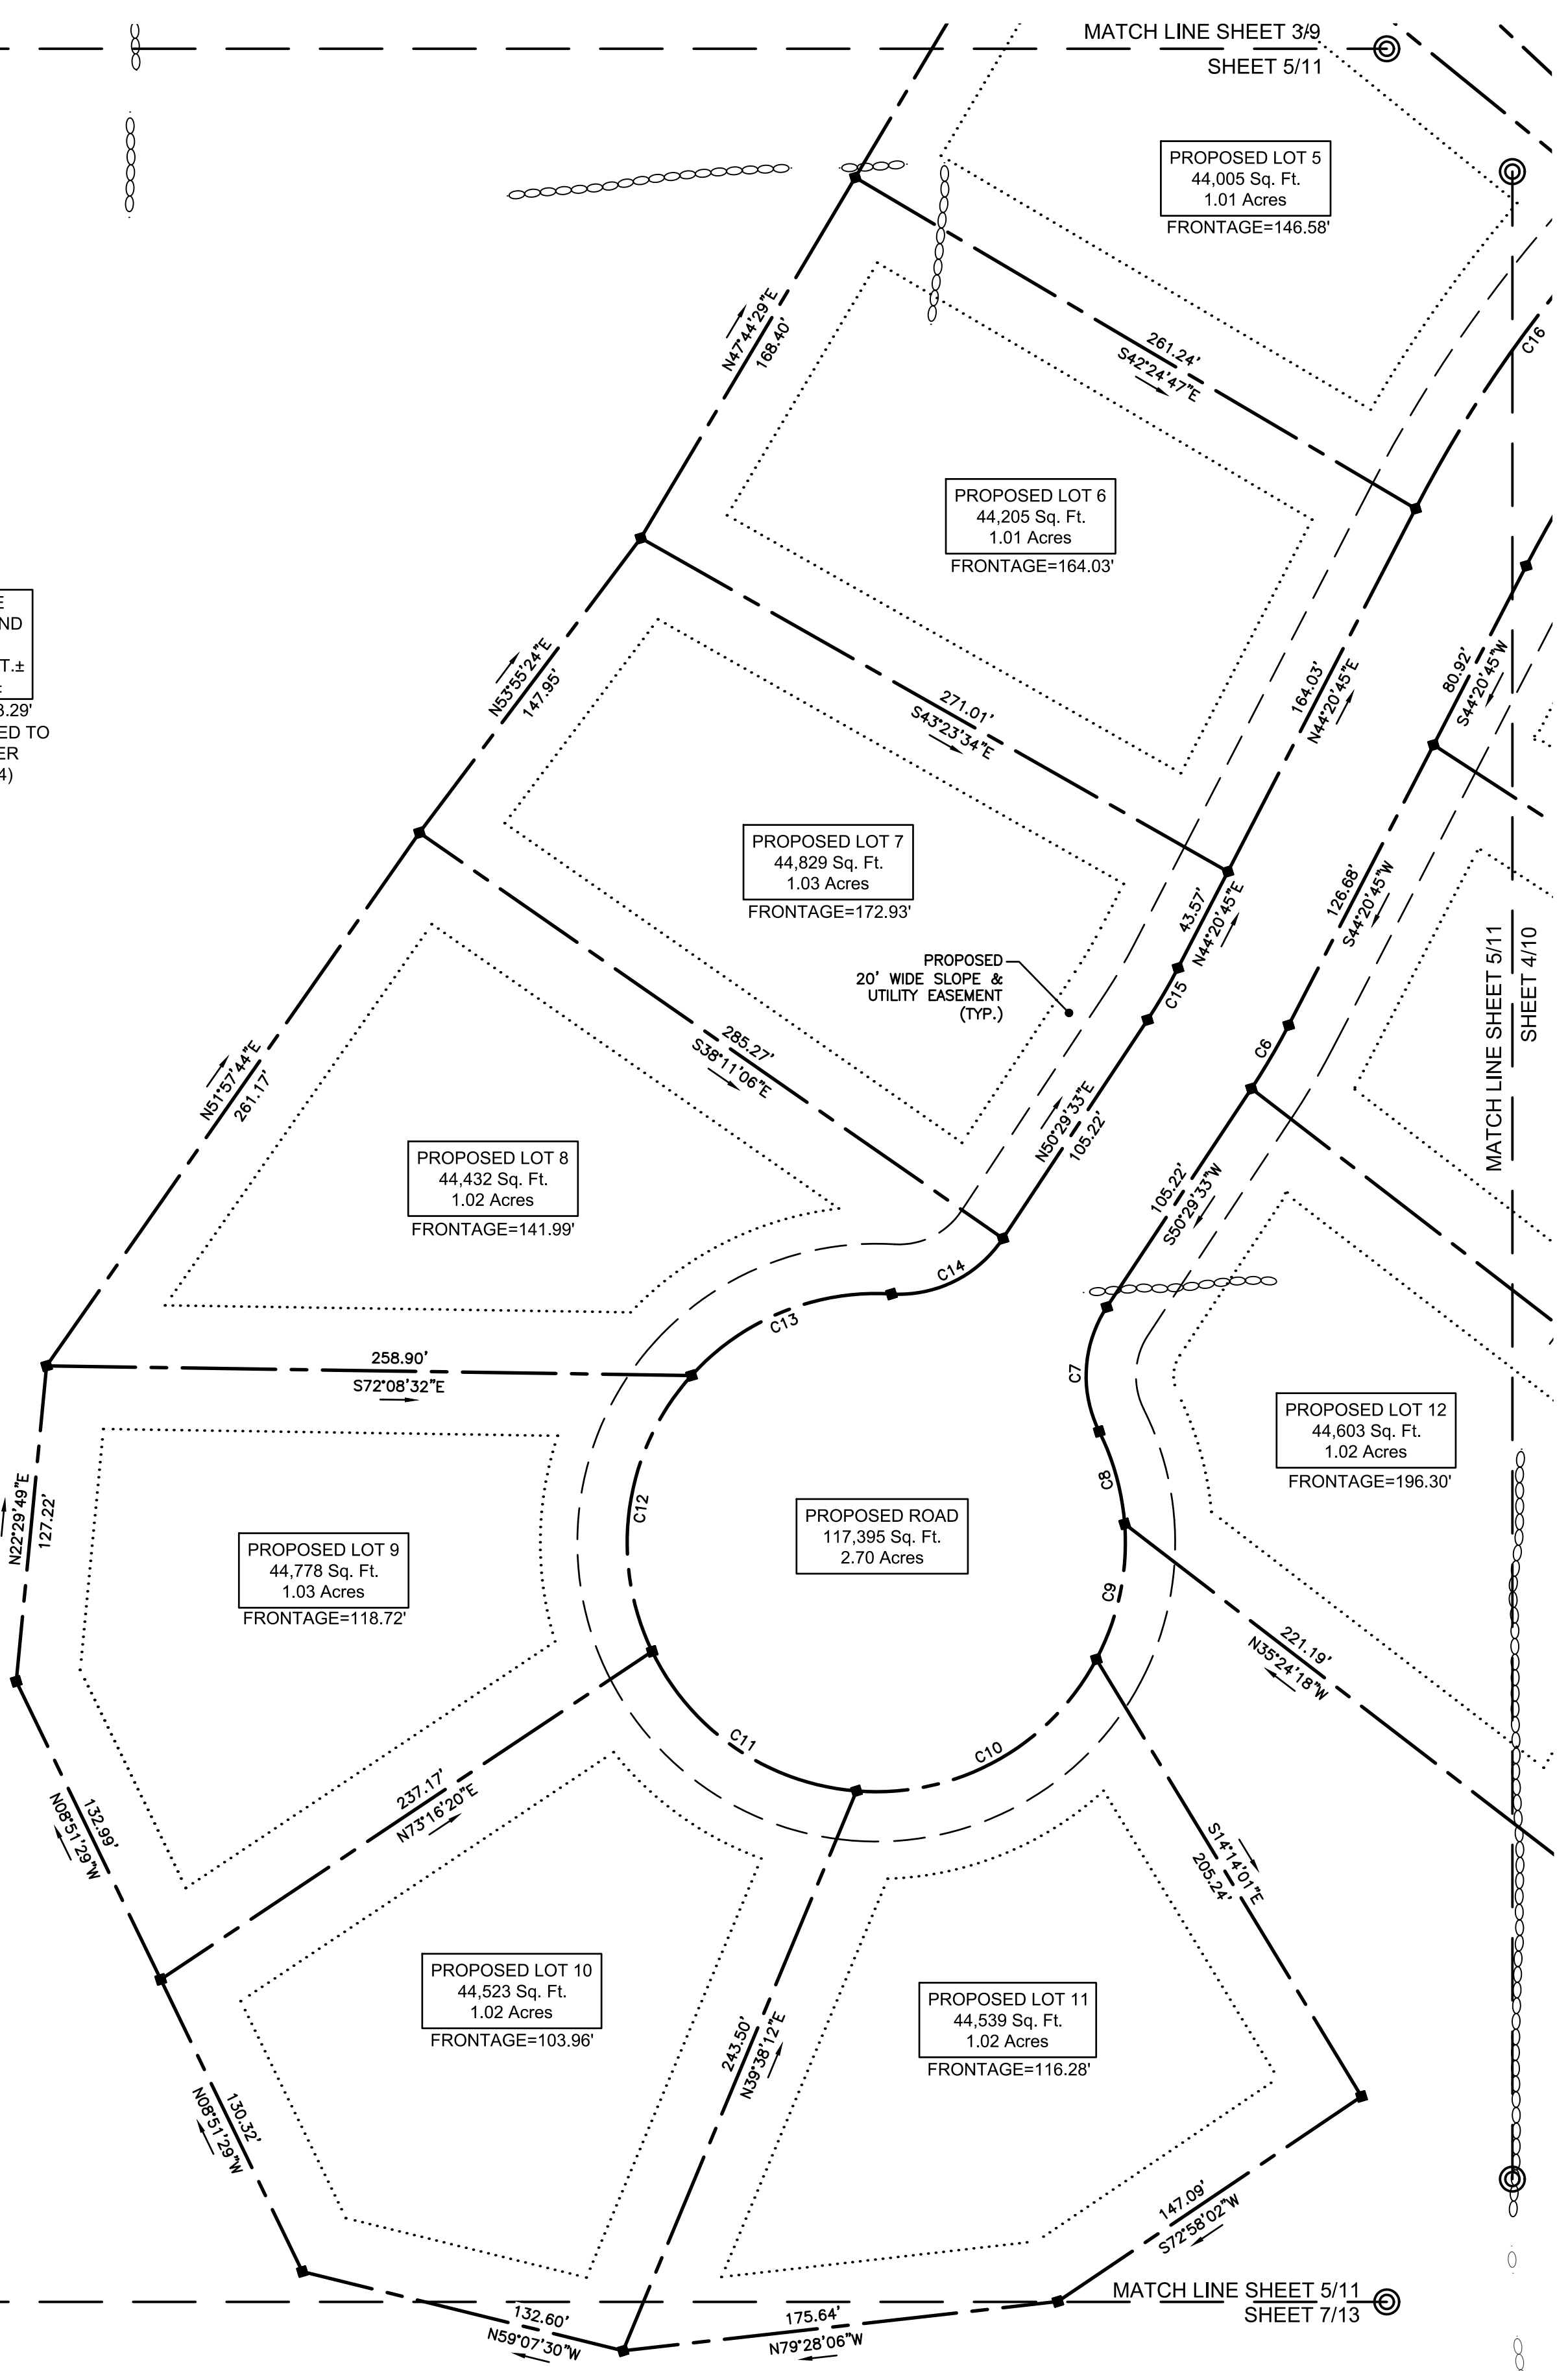 MATCH LINE SHEET 3/9
SHEET 5/11
PROPOSED LOT 5
44,005 Sq. Ft.
1.01 Acres
FRONTAGE=146.58'
N47°44'29"E
168.40'
261.24'
S42°24'47"E
C16
PROPOSED LOT 6
44,205 Sq. Ft.
1.01 Acres
FRONTAGE=164.03'
E
ND
T.±
3.29'
ED TO
ER
4)
N53°55'24"E
147.95'
271.01'
S43°23'34"E
164.03'
N44°20'45"E
80.92'
S44°20'45"W
PROPOSED LOT 7
44,829 Sq. Ft.
1.03 Acres
FRONTAGE=172.93'
43.57'
N44°20'45"E
126.68'
S44°20'45"W
MATCH LINE SHEET 5/11
SHEET 4/10
PROPOSED
20' WIDE SLOPE &
UTILITY EASEMENT
(TYP.)
C15
C6
N51°57'44"E
261.17'
285.27'
S38°11'06"E
N50°29'33"E
105.22'
105.22'
S50°29'33"W
PROPOSED LOT 8
44,432 Sq. Ft.
1.02 Acres
FRONTAGE=141.99'
C14
C13
258.90'
S72°08'32"E
C7
PROPOSED LOT 12
44,603 Sq. Ft.
1.02 Acres
FRONTAGE=196.30'
C8
C12
N22°29'49"E
127.22'
PROPOSED ROAD
117,395 Sq. Ft.
2.70 Acres
PROPOSED LOT 9
44,778 Sq. Ft.
1.03 Acres
FRONTAGE=118.72'
C9
221.19'
N35°24'18"W
C11
C10
237.17'
N73°16'20"E
132.99'
N08°51'29"W
S14°14'01"E
205.24'
PROPOSED LOT 10
44,523 Sq. Ft.
1.02 Acres
FRONTAGE=103.96'
PROPOSED LOT 11
44,539 Sq. Ft.
1.02 Acres
FRONTAGE=116.28'
243.50'
N39°38'12"E
130.32'
N08°51'29"W
147.09'
S72°58'02"W
MATCH LINE SHEET 5/11
SHEET 7/13
132.60'
N59°07'30"W
175.64'
N79°28'06"W